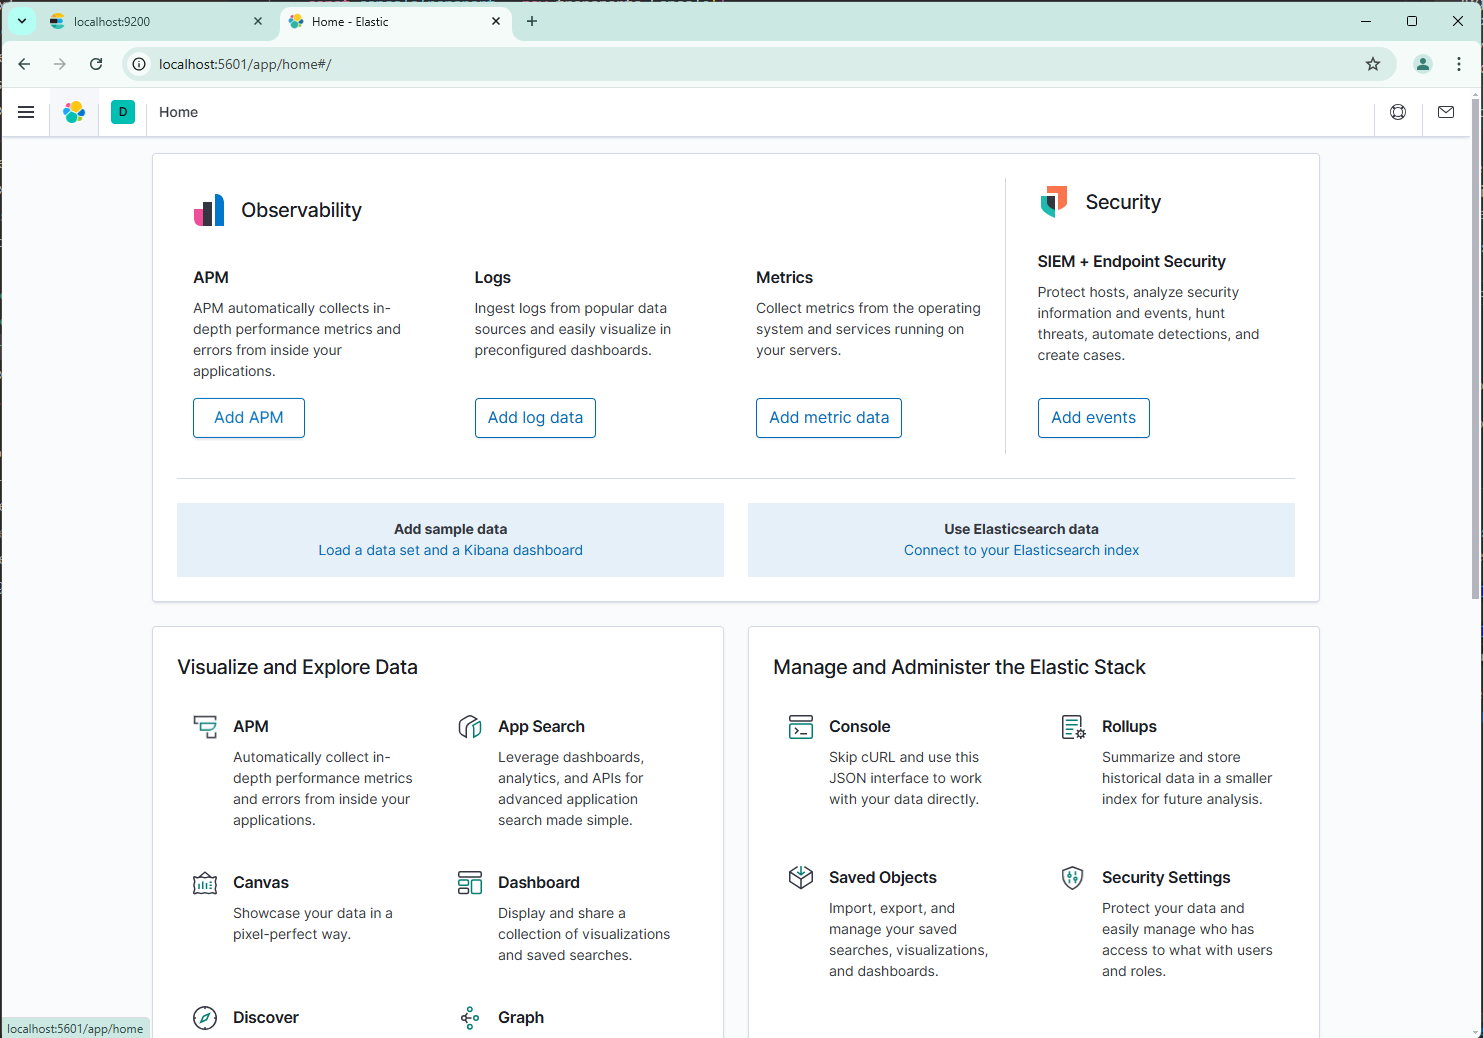 localhost:9200
Home - Elastic
localhost:5601/app/home#/
D
Home
Observability
APM
APM automatically collects in-
depth performance metrics and
errors from inside your
applications.
Add APM
Logs
Ingest logs from popular data
sources and easily visualize in
preconfigured dashboards.
Add log data
Metrics
Collect metrics from the operating
system and services running on
your servers.
Add metric data
Security
SIEM + Endpoint Security
Protect hosts, analyze security
information and events, hunt
threats, automate detections, and
create cases.
Add events
Add sample data
Load a data set and a Kibana dashboard
Use Elasticsearch data
Connect to your Elasticsearch index
Visualize and Explore Data
APM
Automatically collect in-
depth performance metrics
and errors from inside your
applications.
App Search
Leverage dashboards,
analytics, and APIs for
advanced application
search made simple.
Canvas
Showcase your data in a
pixel-perfect way.
Dashboard
Display and share a
collection of visualizations
and saved searches.
Discover
Graph
Manage and Administer the Elastic Stack
Console
Skip cURL and use this
JSON interface to work
with your data directly.
Rollups
Summarize and store
historical data in a smaller
index for future analysis.
Saved Objects
Import, export, and
manage your saved
searches, visualizations,
and dashboards.
Security Settings
Protect your data and
easily manage who has
access to what with users
and roles.
localhost:5601/app/home